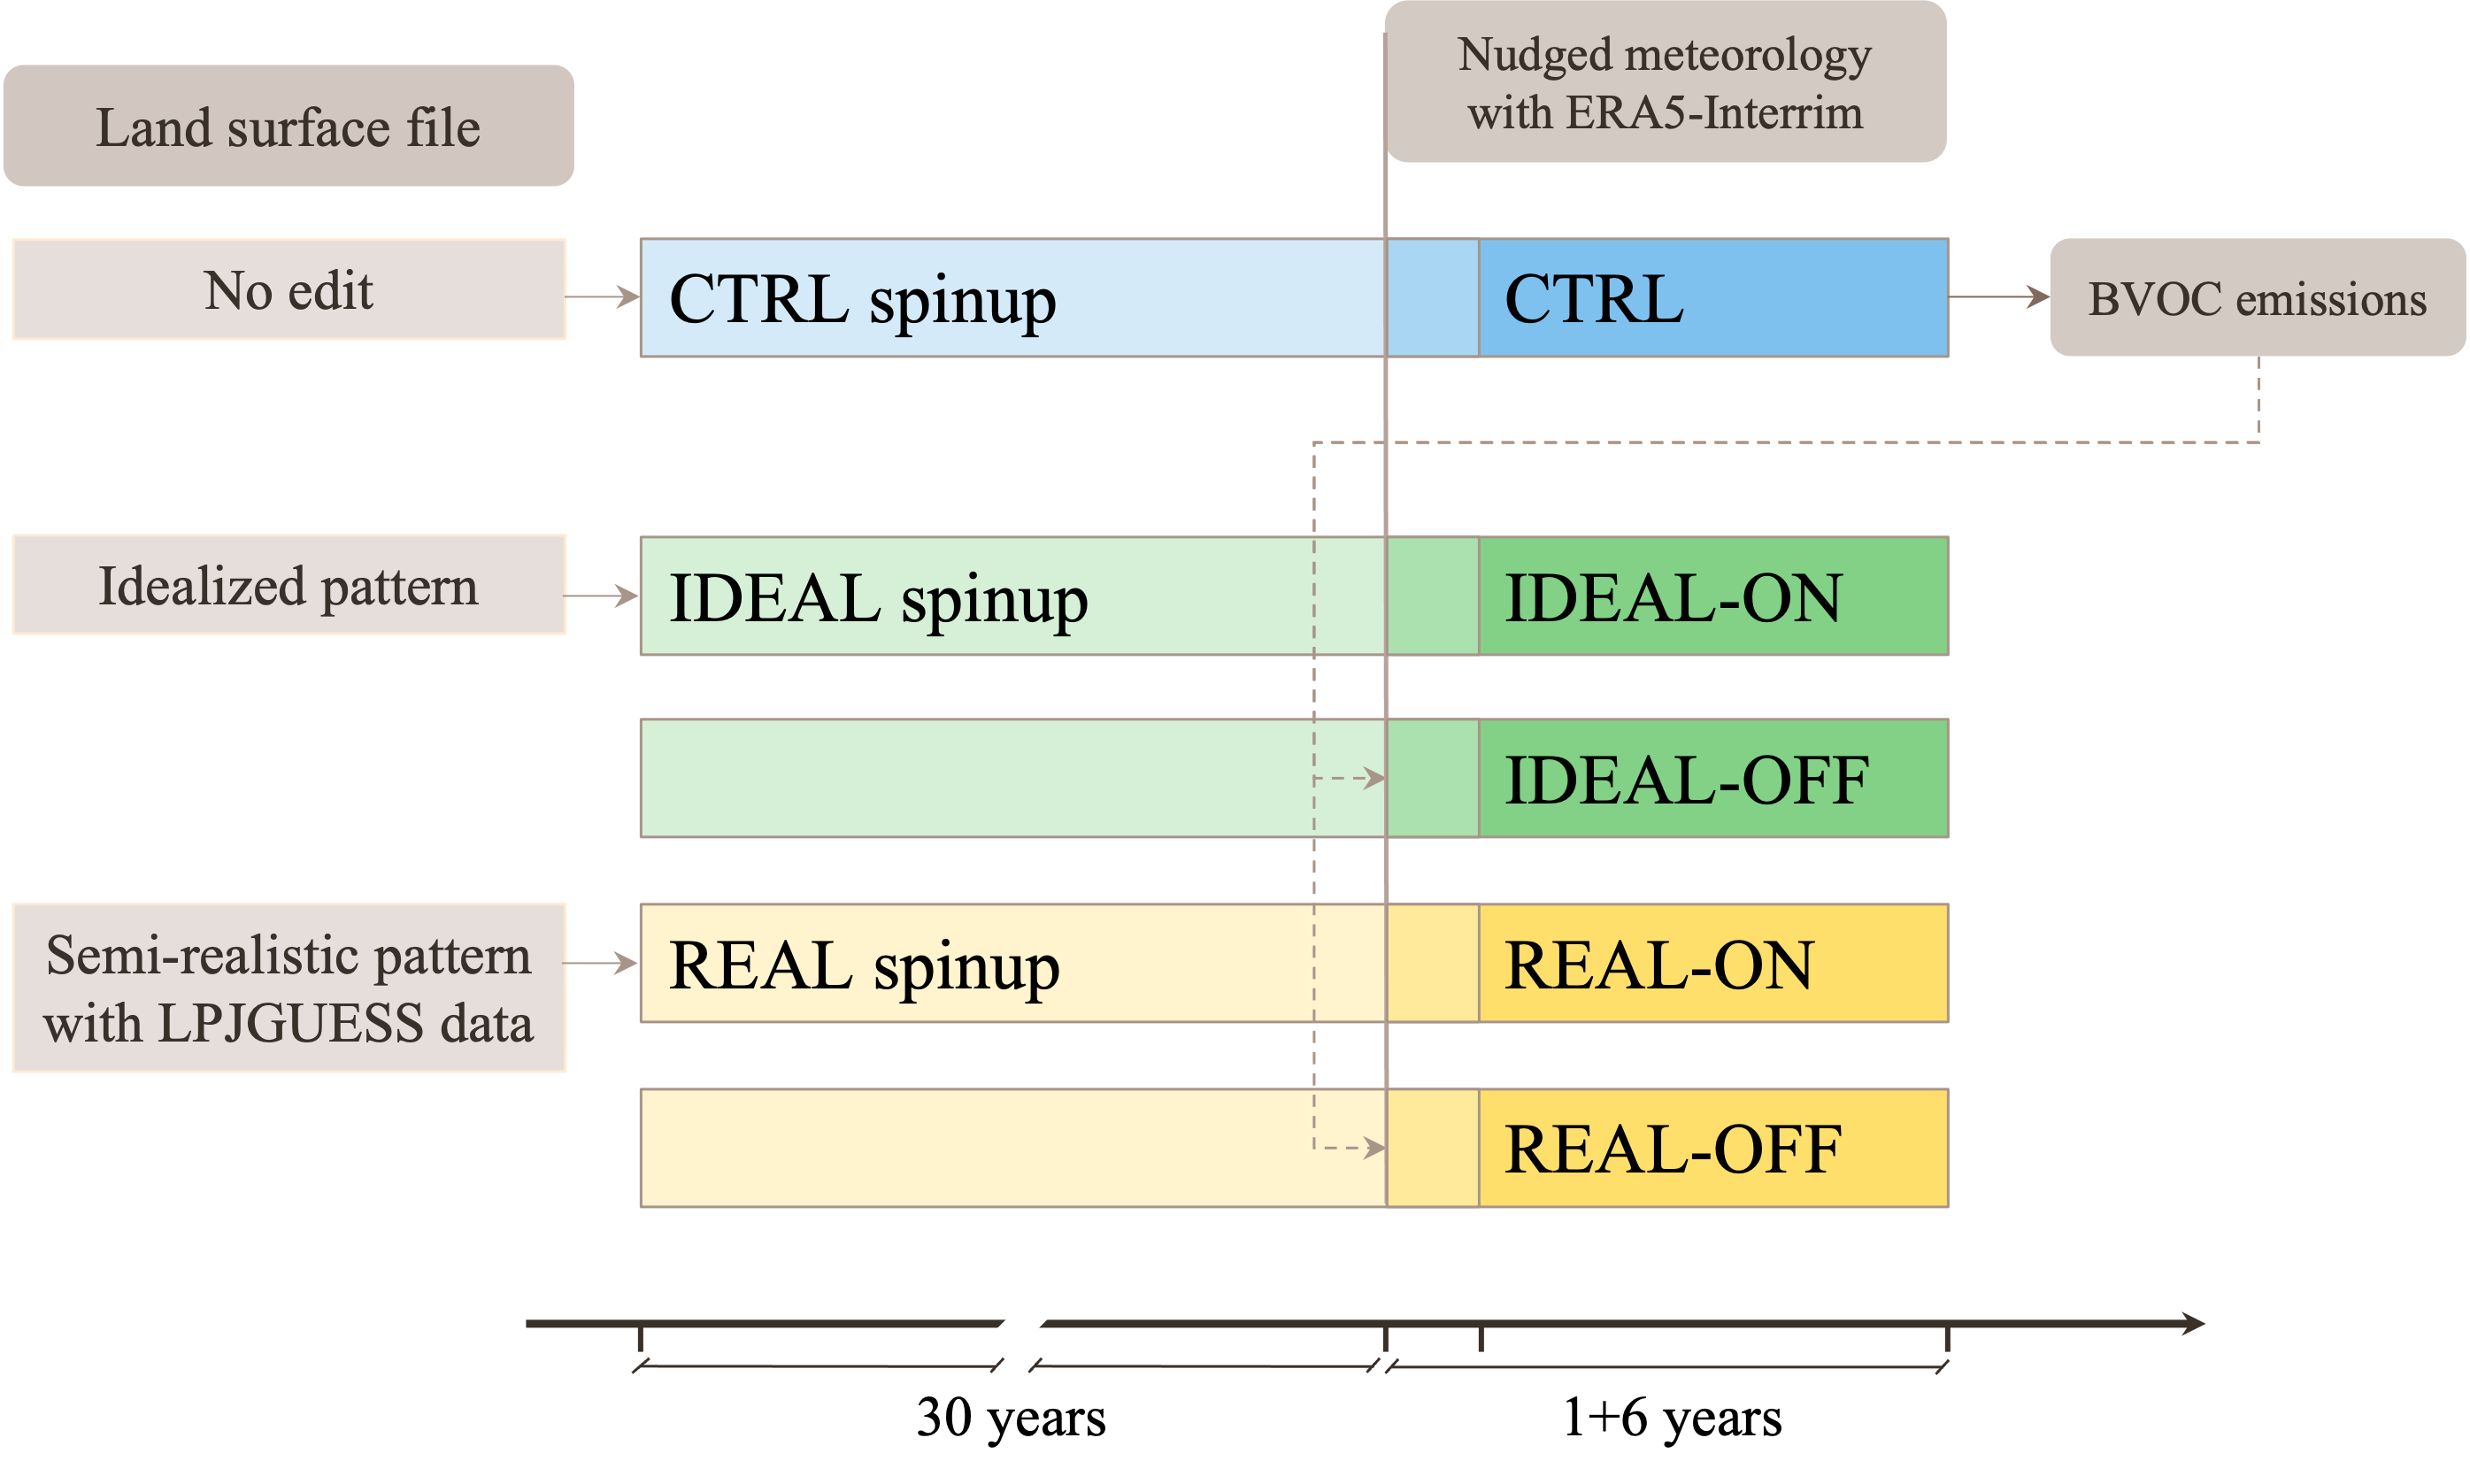 Nudged meteorology
with ERA5-Interrim
Land surface file
No edit
CTRL spinup
CTRL
BVOC emissions
Idealized pattern
IDEAL spinup
IDEAL-ON
IDEAL-OFF
Semi-realistic pattern
with LPJGUESS data
REAL spinup
REAL-ON
REAL-OFF
30 years
1+6 years